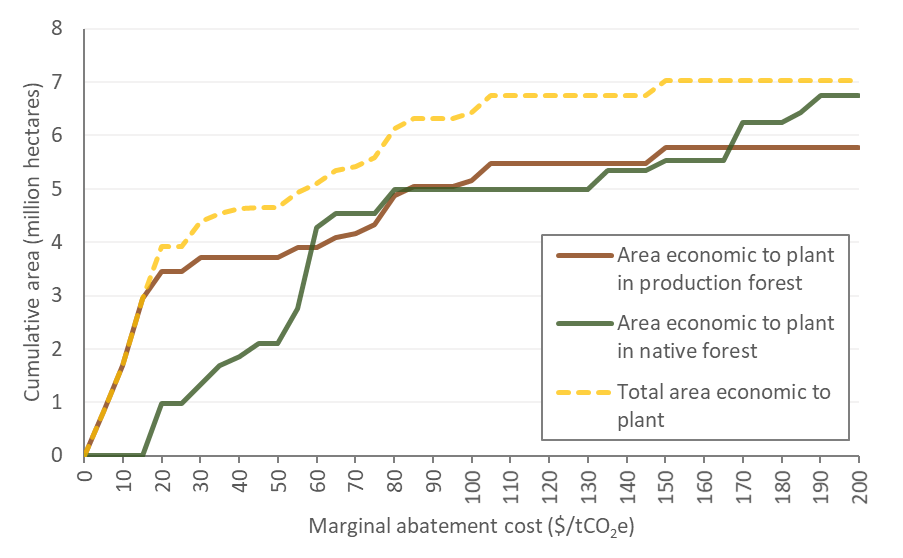 8
7
6
5
4
3
2
1
0
Cumulative area (million hectares)
Area economic to plant
in production forest
Area economic to plant
in native forest
Total area economic to
plant
0 10 20 30 40 50 60 70 80 90 100 110 120 130 140 150 160 170 180 190 200
Marginal abatement cost ($/tCO₂e)